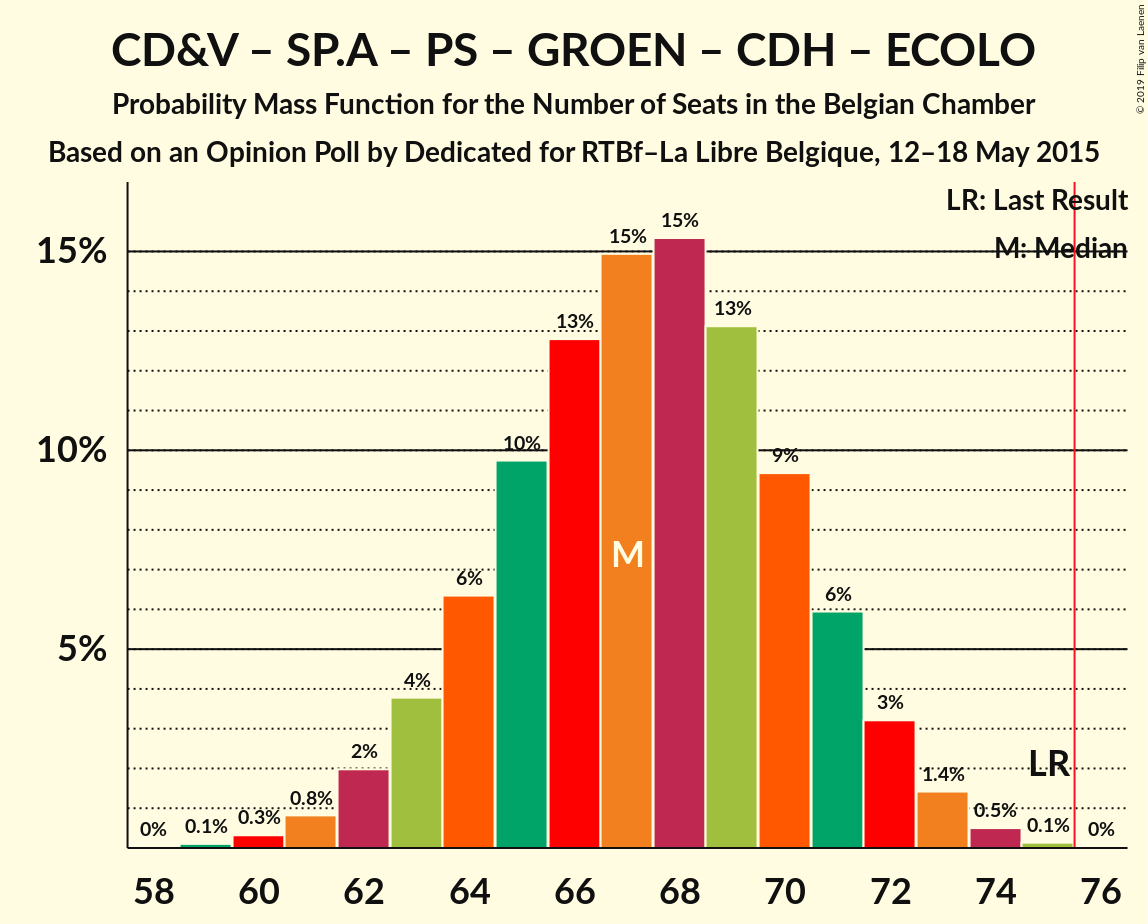 CD&V – SP.A – PS – GROEN – CDH – ECOLO
Probability Mass Function for the Number of Seats in the Belgian Chamber
Based on an Opinion Poll by Dedicated for RTBf–La Libre Belgique, 12–18 May 2015
© 2019 Filip van Laenen
LR: Last Result
M: Median
15%
10%
5%
0%
0.1%
0.3%
0.8%
2%
4%
6%
10%
13%
15%
15%
13%
9%
6%
3%
1.4%
0.5%
0.1%
0%
M
LR
58 60 62 64 66 68 70 72 74 76